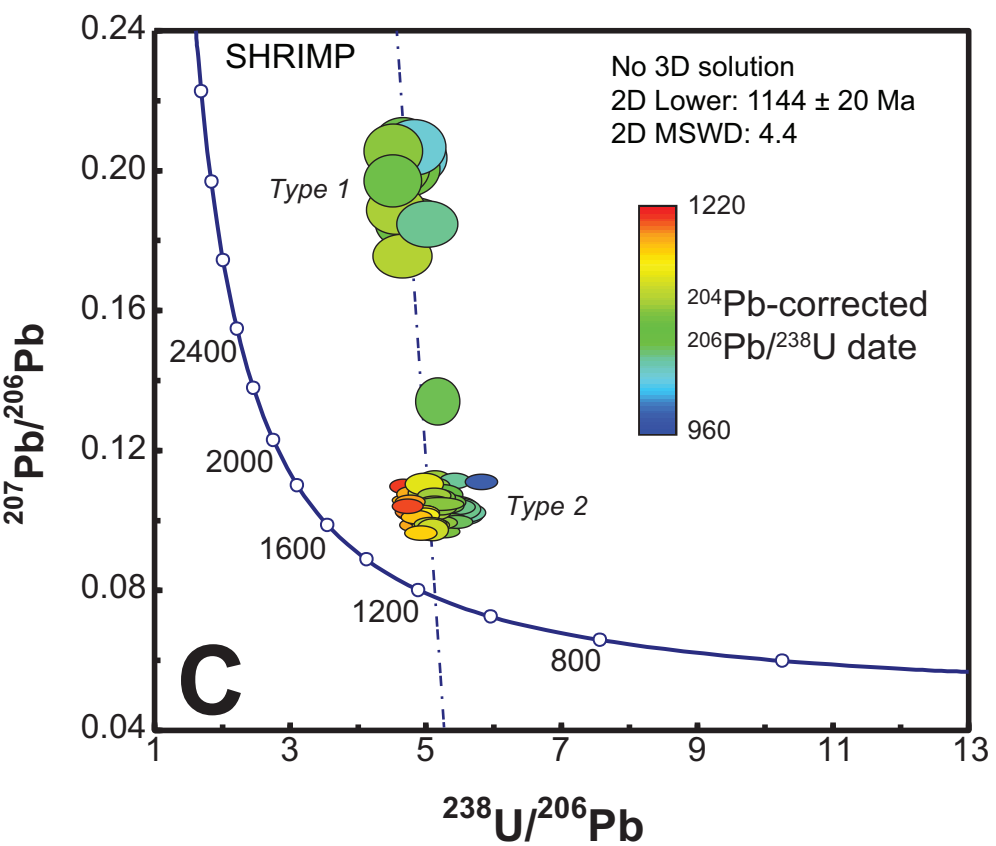 0.24
0.20
0.16
0.12
0.08
0.04
²⁰⁷Pb/²⁰⁶Pb
SHRIMP
No 3D solution
2D Lower: 1144 ± 20 Ma
2D MSWD: 4.4
Type 1
1220
²⁰⁴Pb-corrected
²⁰⁶Pb/²³⁸U date
960
2400
2000
Type 2
1600
1200
800
C
1 3 5 7 9 11 13
²³⁸U/²⁰⁶Pb